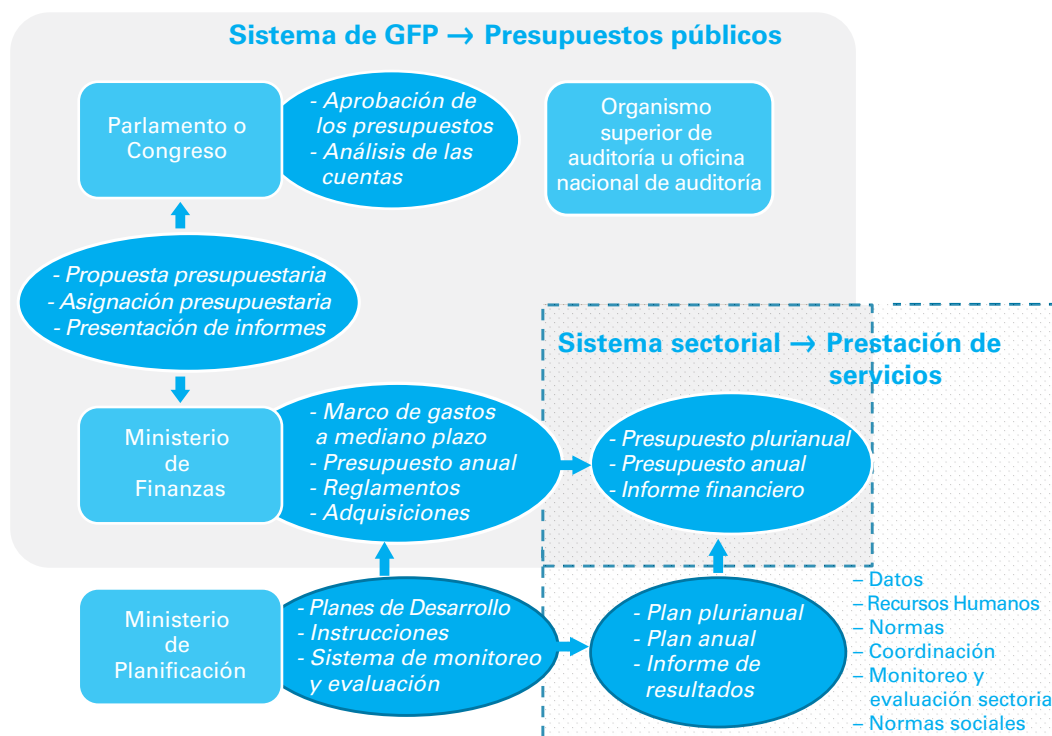 Sistema de GFP → Presupuestos públicos
Parlamento o
Congreso
- Aprobación de
los presupuestos
- Análisis de las
cuentas
Organismo
superior de
auditoría u oficina
nacional de auditoría
- Propuesta presupuestaria
- Asignación presupuestaria
- Presentación de informes
Sistema sectorial → Prestación de
servicios
Ministerio
de
Finanzas
- Marco de gastos
a mediano plazo
- Presupuesto anual
- Reglamentos
- Adquisiciones
- Presupuesto plurianual
- Presupuesto anual
- Informe financiero
Ministerio
de
Planificación
- Planes de Desarrollo
- Instrucciones
- Sistema de monitoreo
y evaluación
- Plan plurianual
- Plan anual
- Informe de
resultados
– Datos
– Recursos Humanos
– Normas
– Coordinación
– Monitoreo y
evaluación sectoria
– Normas sociales